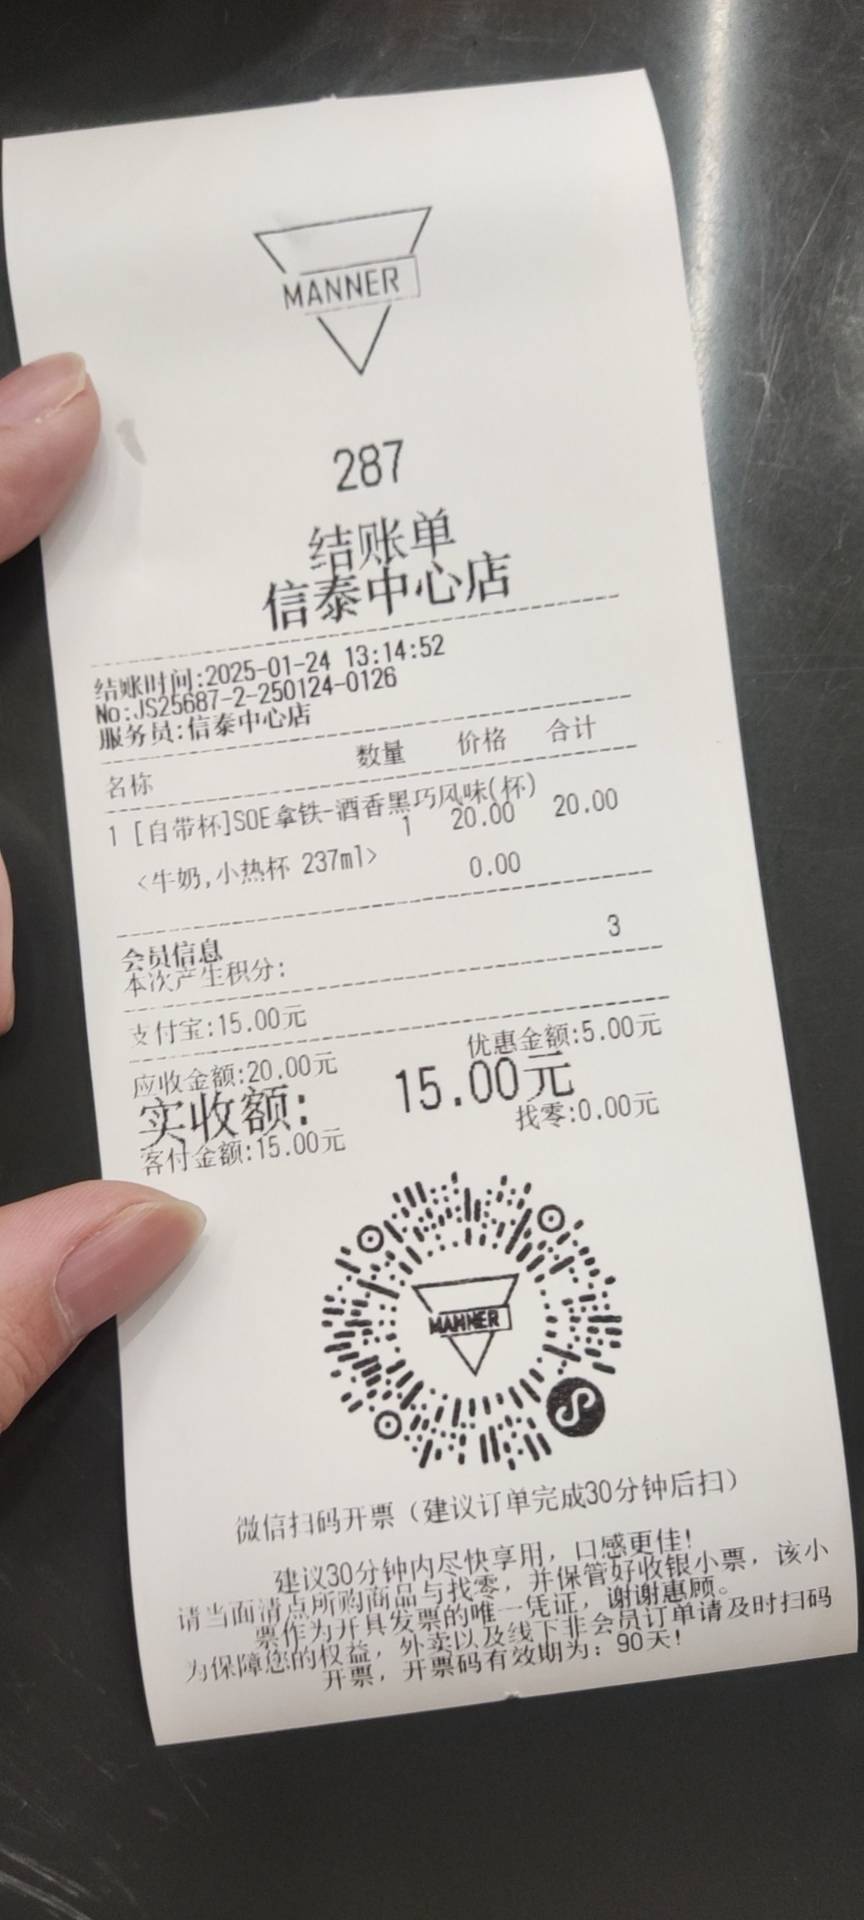 MANNER
287
结账单
信泰中心店
结账时间:2025-01-24 13:14:52
No:JS25687-2-250124-0126
服务员:信泰中心店
名称 数量 价格 合计
1 [自带杯]SOE拿铁-酒香黑巧风味(杯)
1 20.00 20.00
<牛奶,小热杯 237ml> 0.00
会员信息
本次产生积分: 3
支付宝:15.00元
应收金额:20.00元 优惠金额:5.00元
实收额: 15.00元
客付金额:15.00元 找零:0.00元
MANNER
微信扫码开票（建议订单完成30分钟后扫）
建议30分钟内尽快享用，口感更佳!
请当面清点所购商品与找零，并保管好收银小票，该小
票作为开具发票的唯一凭证，谢谢惠顾。
为保障您的权益，外卖以及线下非会员订单请及时扫码
开票，开票码有效期为：90天!